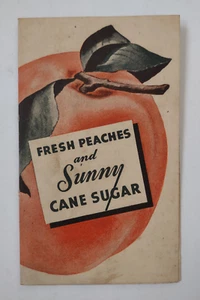 FRESH PEACHES
and
Sunny
CANE SUGAR